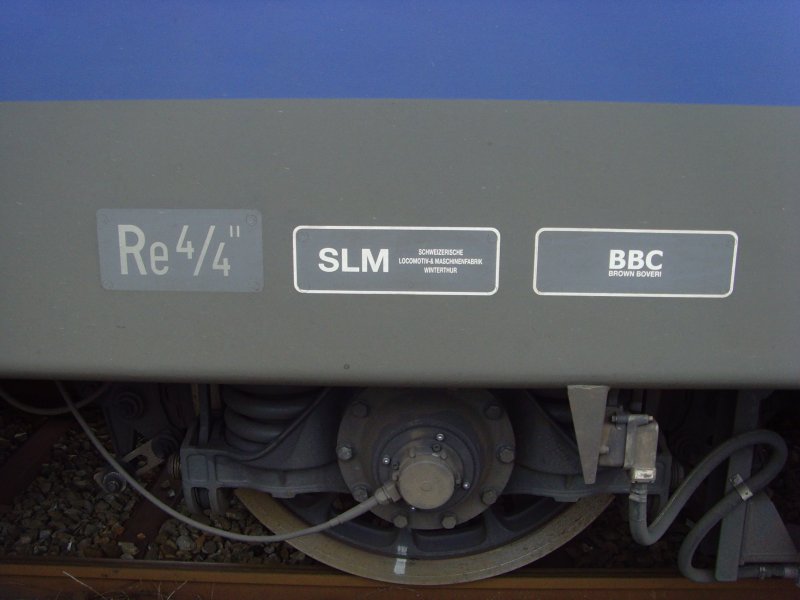 Re 4/4 II
SLM
SCHWEIZERISCHE
LOCOMOTIV-& MASCHINENFABRIK
WINTERTHUR
BBC
BROWN BOVERI